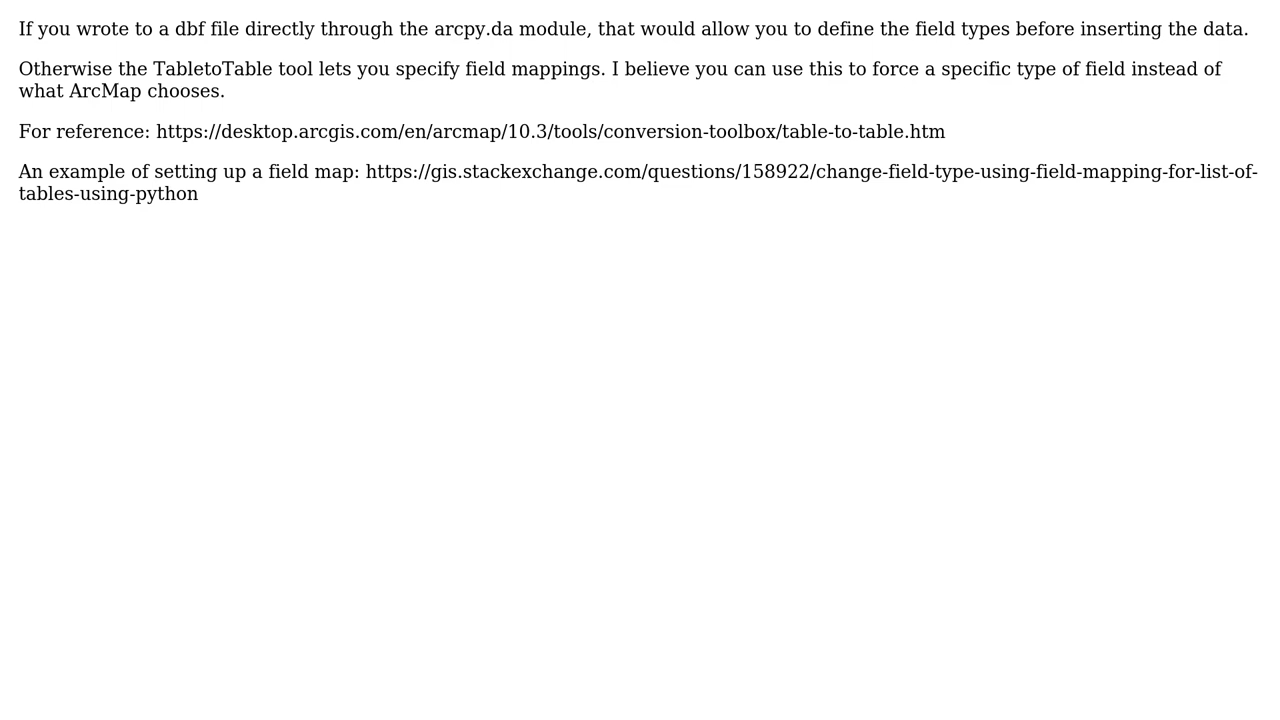 If you wrote to a dbf file directly through the arcpy.da module, that would allow you to define the field types before inserting the data.
Otherwise the TabletoTable tool lets you specify field mappings. I believe you can use this to force a specific type of field instead of
what ArcMap chooses.
For reference: https://desktop.arcgis.com/en/arcmap/10.3/tools/conversion-toolbox/table-to-table.htm
An example of setting up a field map: https://gis.stackexchange.com/questions/158922/change-field-type-using-field-mapping-for-list-of-
tables-using-python